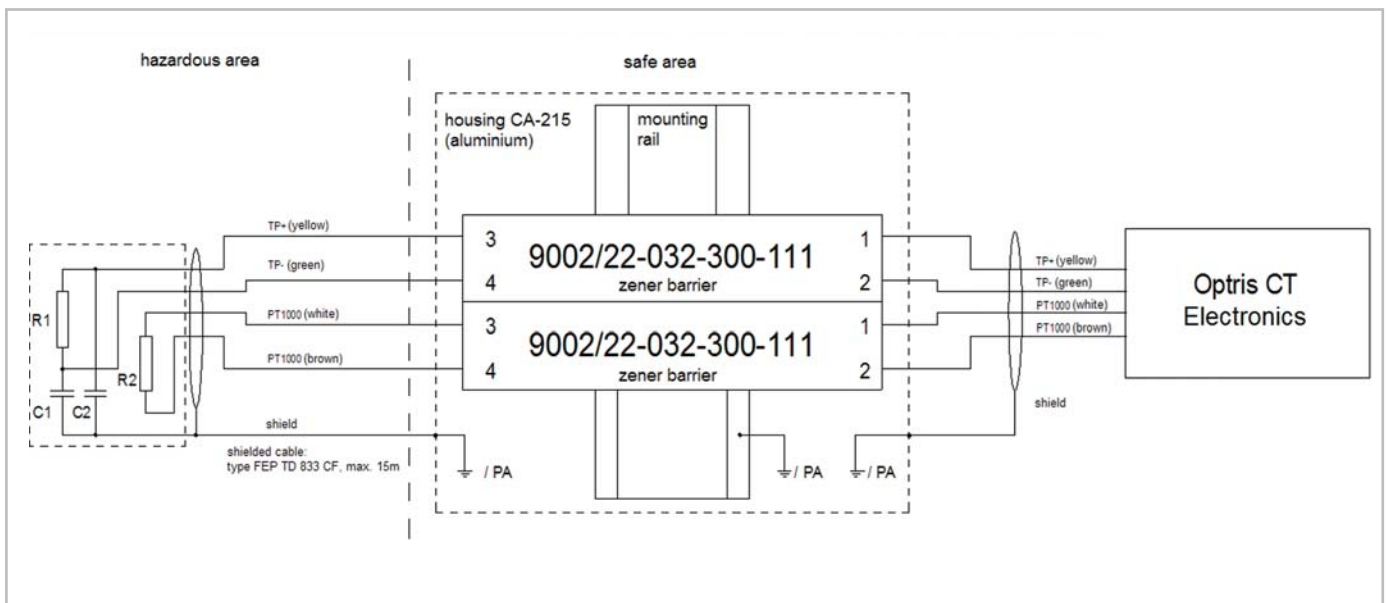 hazardous area
safe area
housing CA-215
(aluminium)
mounting
rail
TP+ (yellow)
TP- (green)
PT1000 (white)
PT1000 (brown)
R1
R2
C1
C2
shield
shielded cable:
type FEP TD 833 CF, max. 15m
3
9002/22-032-300-111
1
4
zener barrier
2
3
9002/22-032-300-111
1
4
zener barrier
2
/ PA
/ PA
/ PA
TP+ (yellow)
TP- (green)
PT1000 (white)
PT1000 (brown)
shield
Optris CT
Electronics